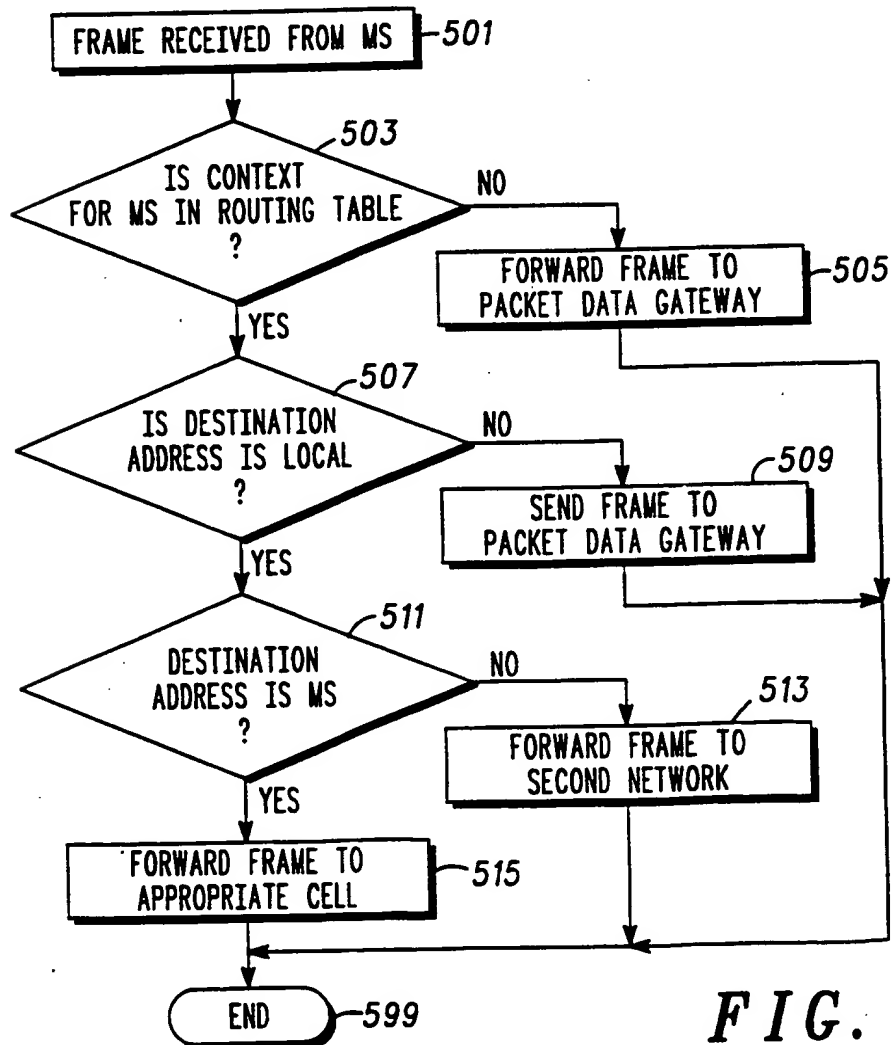 FRAME RECEIVED FROM MS
501
503
IS CONTEXT
FOR MS IN ROUTING TABLE
?
NO
FORWARD FRAME TO
PACKET DATA GATEWAY
505
YES
507
IS DESTINATION
ADDRESS IS LOCAL
?
NO
509
SEND FRAME TO
PACKET DATA GATEWAY
YES
511
DESTINATION
ADDRESS IS MS
?
NO
513
FORWARD FRAME TO
SECOND NETWORK
YES
FORWARD FRAME TO
APPROPRIATE CELL
515
END
599
FIG.